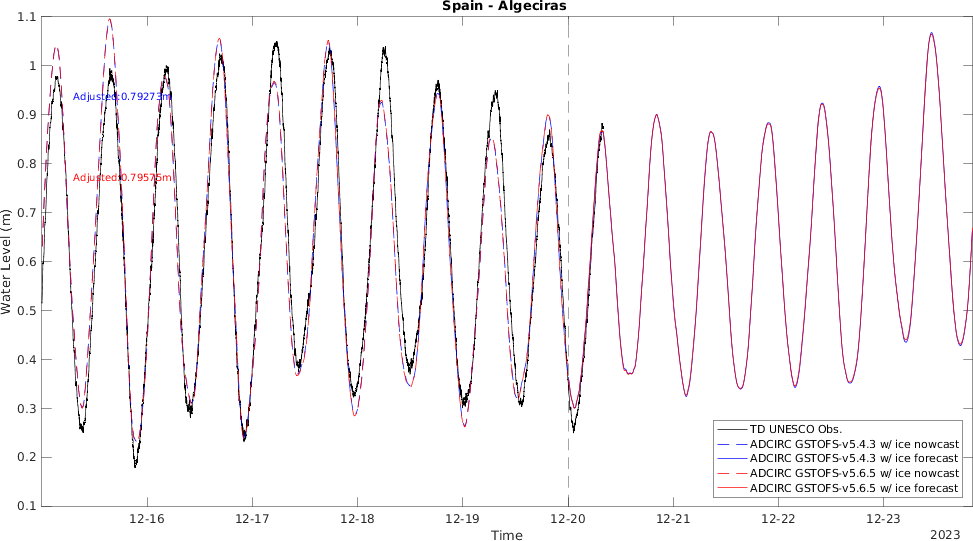 Spain - Algeciras
Water Level (m)
1.1
1
0.9
0.8
0.7
0.6
0.5
0.4
0.3
0.2
0.1
Adjusted:0.79273m
Adjusted:0.79575m
TD UNESCO Obs.
ADCIRC GSTOFS-v5.4.3 w/ ice nowcast
ADCIRC GSTOFS-v5.4.3 w/ ice forecast
ADCIRC GSTOFS-v5.6.5 w/ ice nowcast
ADCIRC GSTOFS-v5.6.5 w/ ice forecast
12-16 12-17 12-18 12-19 12-20 12-21 12-22 12-23
Time
2023